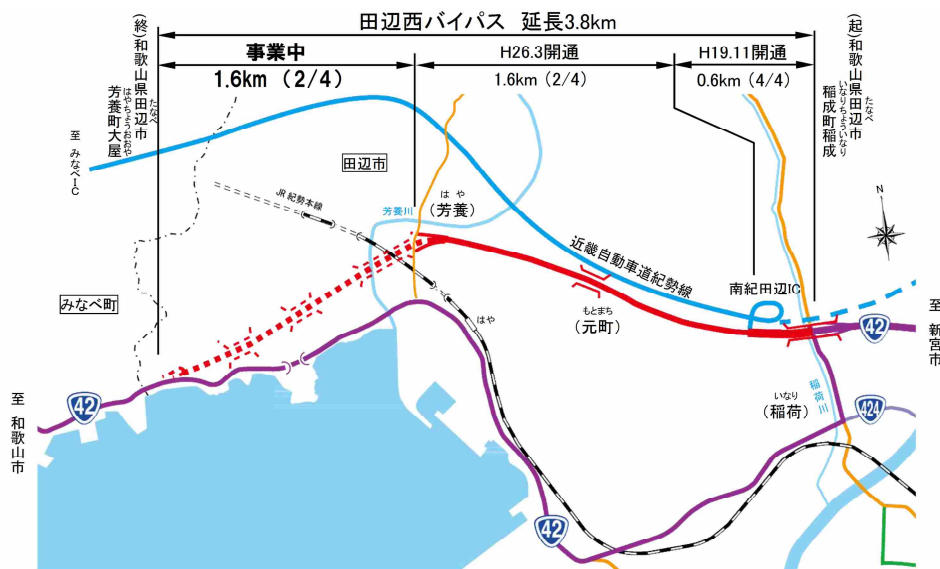 田辺西バイパス 延長3.8km
事業中
1.6km (2/4)
H26.3開通
1.6km (2/4)
H19.11開通
0.6km (4/4)
(終)和歌山県田辺市
たなべ
芳養町大屋
はやちょうおおや
(起)和歌山県田辺市
たなべ
稲成町稲成
いなりちょういなり
至 みなべIC
田辺市
JR紀勢本線
芳養川
はや
(芳養)
近畿自動車道紀勢線
N
みなべ町
南紀田辺IC
もとまち
(元町)
はや
42
至 新宮市
いなり
(稲荷)
稲荷川
424
42
至 和歌山市
42